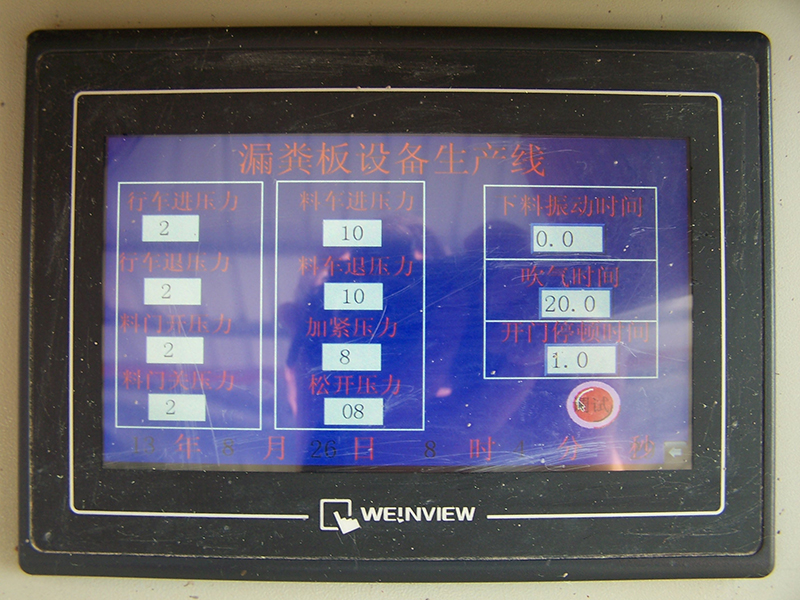 漏粪板设备生产线
行车进压力
2
行车退压力
2
料门开压力
2
料门关压力
2
料车进压力
10
料车退压力
10
加紧压力
8
松开压力
08
下料振动时间
0.0
吹气时间
20.0
开门停顿时间
1.0
调试
13 年 8 月 26 日 8 时 分 秒
WEINVIEW